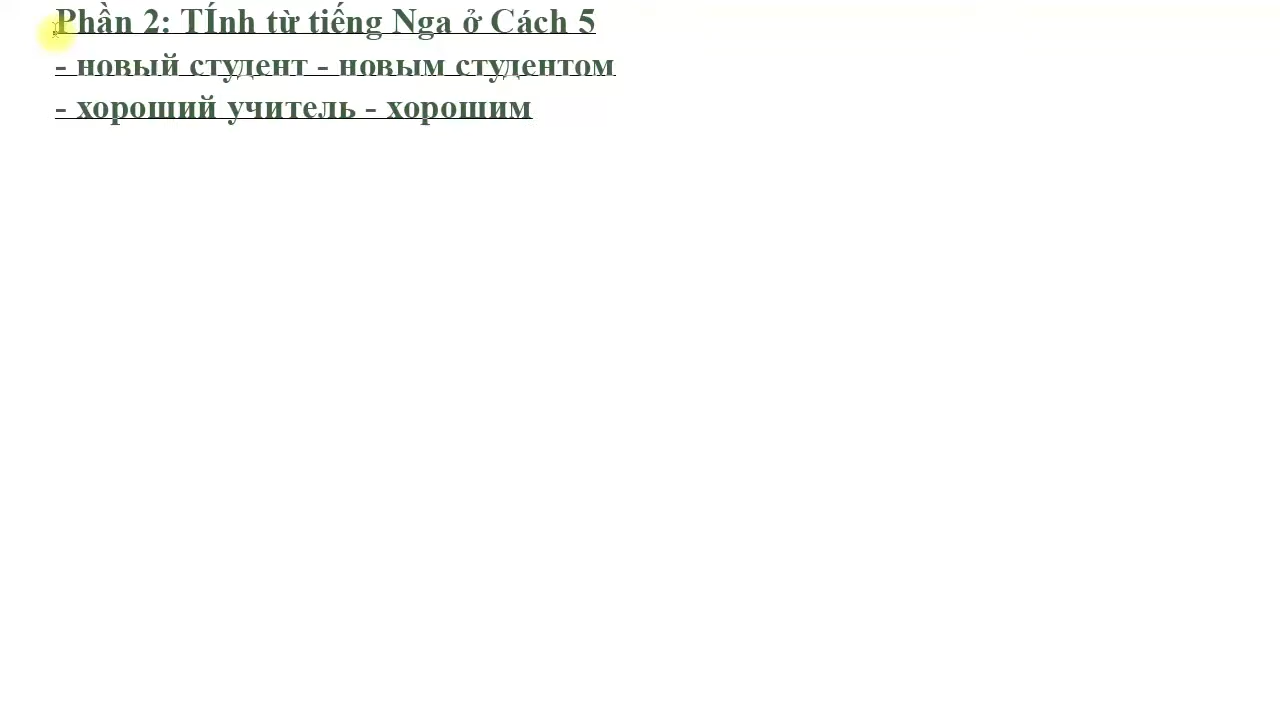 Phần 2: TÍnh từ tiếng Nga ở Cách 5
- новый студент - новым студентом
- хороший учитель - хорошим